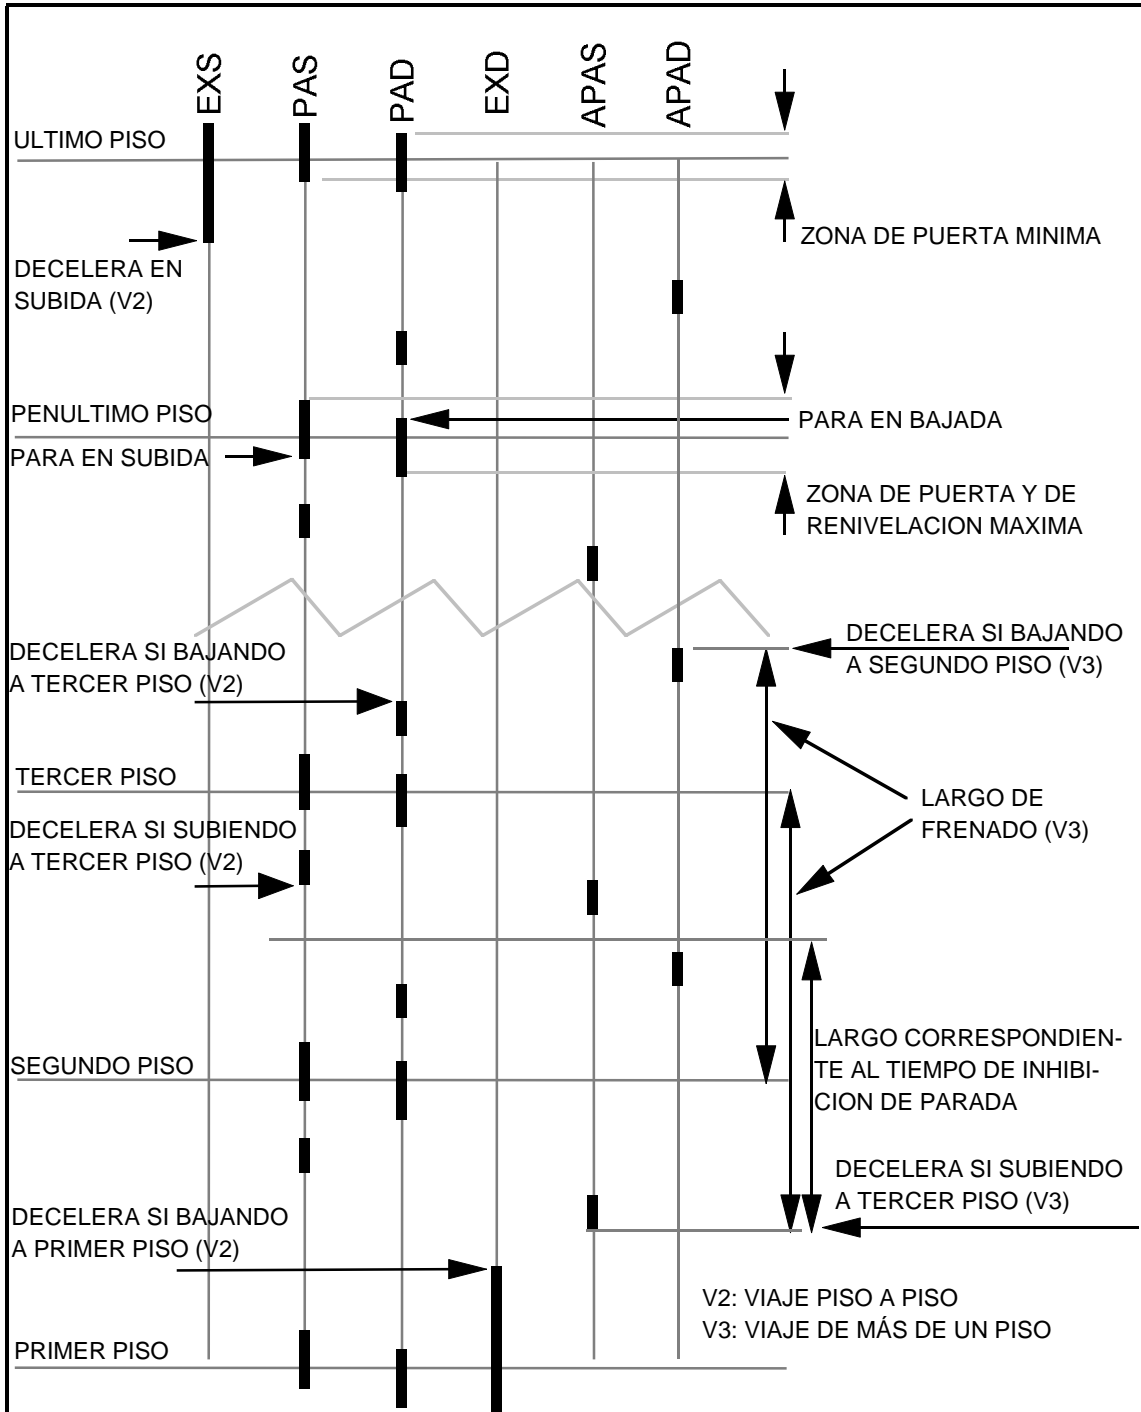 EXS
PAS
PAD
EXD
APAS
APAD
ULTIMO PISO
ZONA DE PUERTA MINIMA
DECELERA EN
SUBIDA (V2)
PENULTIMO PISO
PARA EN BAJADA
PARA EN SUBIDA
ZONA DE PUERTA Y DE
RENIVELACION MAXIMA
DECELERA SI BAJANDO
A SEGUNDO PISO (V3)
DECELERA SI BAJANDO
A TERCER PISO (V2)
TERCER PISO
LARGO DE
FRENADO (V3)
DECELERA SI SUBIENDO
A TERCER PISO (V2)
LARGO CORRESPONDIEN-
TE AL TIEMPO DE INHIBI-
CION DE PARADA
SEGUNDO PISO
DECELERA SI SUBIENDO
A TERCER PISO (V3)
DECELERA SI BAJANDO
A PRIMER PISO (V2)
V2: VIAJE PISO A PISO
V3: VIAJE DE MÁS DE UN PISO
PRIMER PISO